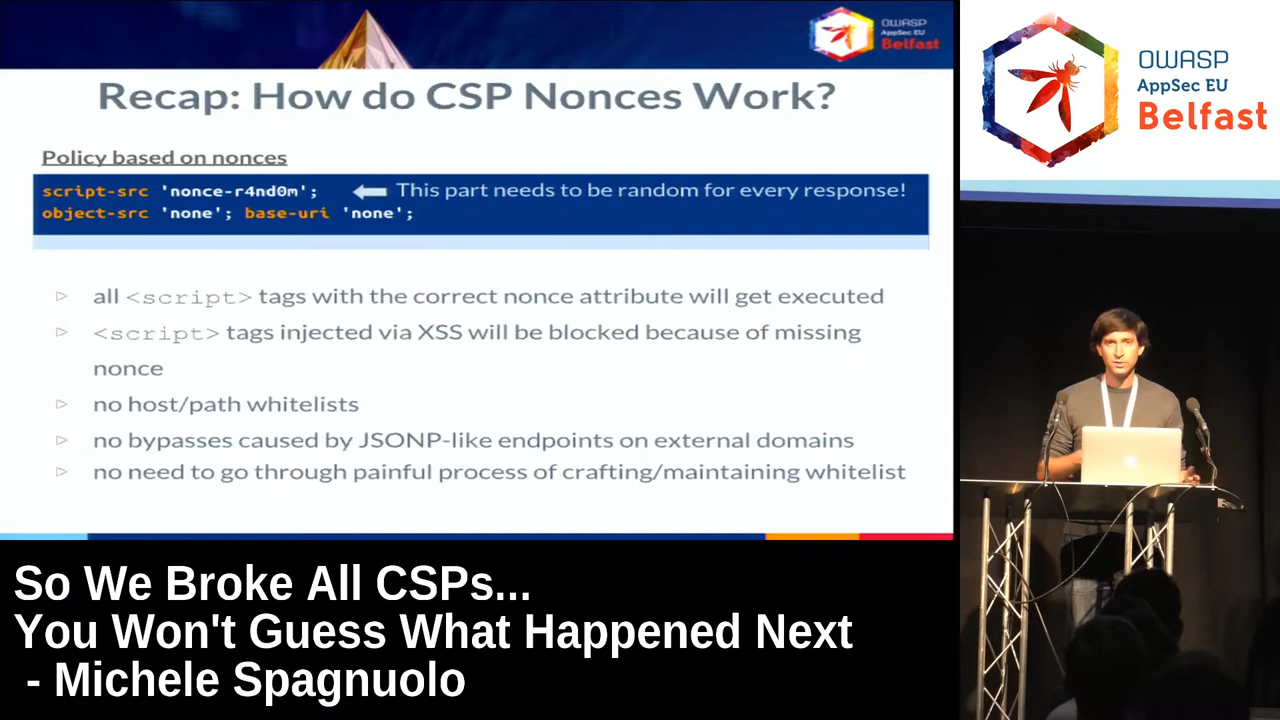 OWASP
AppSec EU
Belfast
Recap: How do CSP Nonces Work?
Policy based on nonces
script-src 'nonce-r4nd0m'; This part needs to be random for every response!
object-src 'none'; base-uri 'none';
all <script> tags with the correct nonce attribute will get executed
<script> tags injected via XSS will be blocked because of missing
nonce
no host/path whitelists
no bypasses caused by JSONP-like endpoints on external domains
no need to go through painful process of crafting/maintaining whitelist
So We Broke All CSPs...
You Won't Guess What Happened Next
- Michele Spagnuolo
OWASP
AppSec EU
Belfast